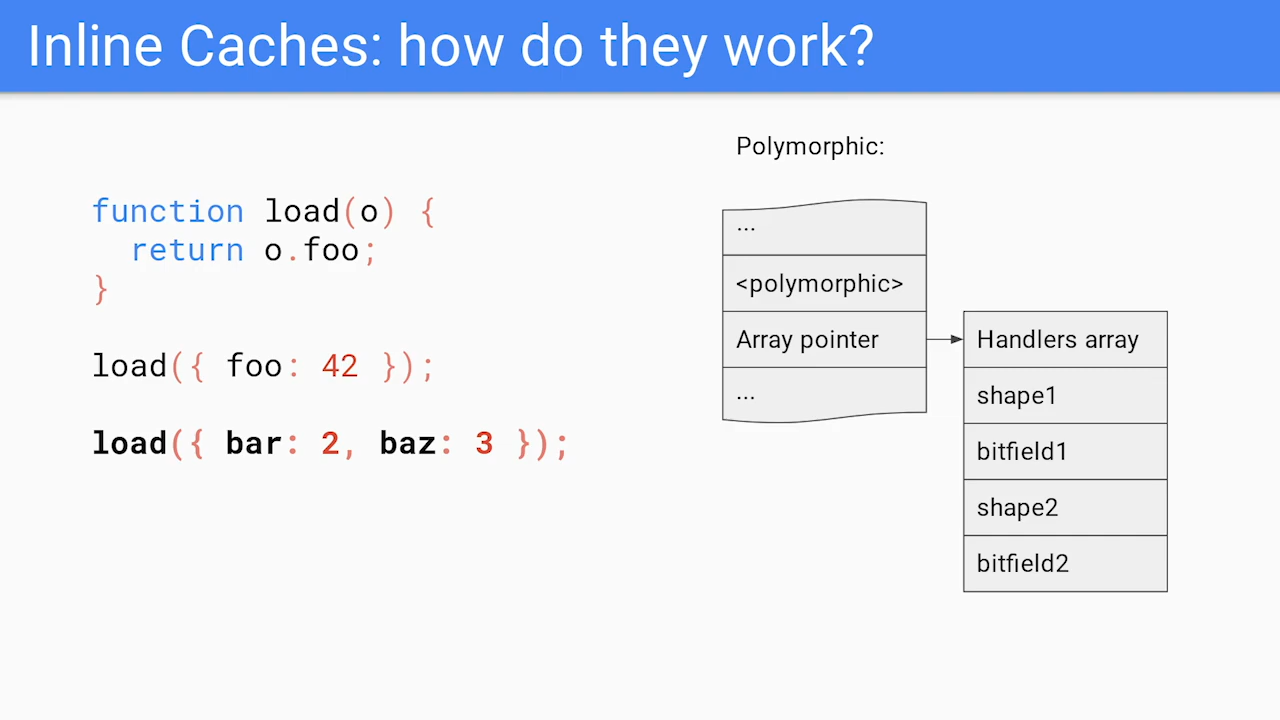 Inline Caches: how do they work?
function load(o) {
  return o.foo;
}
load({ foo: 42 });
load({ bar: 2, baz: 3 });
Polymorphic:
...
<polymorphic>
Array pointer
...
Handlers array
shape1
bitfield1
shape2
bitfield2